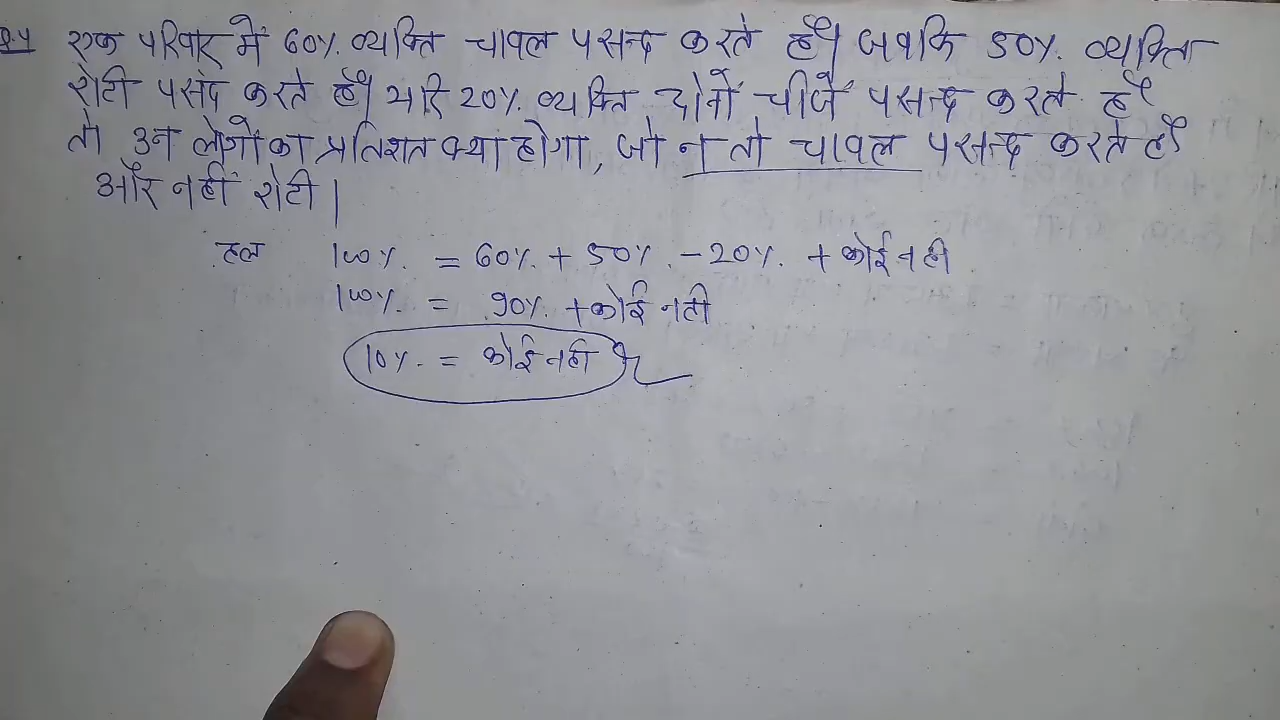 Q.4 एक परिवार में 60%. व्यक्ति चावल पसन्द करते हैं। जबकि 50%. व्यक्ति
रोटी पसंद करते हैं। यदि 20%. व्यक्ति दोनों चीजें पसन्द करते हैं
तो उन लोगों का प्रतिशत क्या होगा, जो न तो चावल पसन्द करते हैं
और नहीं रोटी।
हल 100%. = 60%. + 50%. - 20%. + कोई नही
100%. = 90%. + कोई नही
10%. = कोई नही